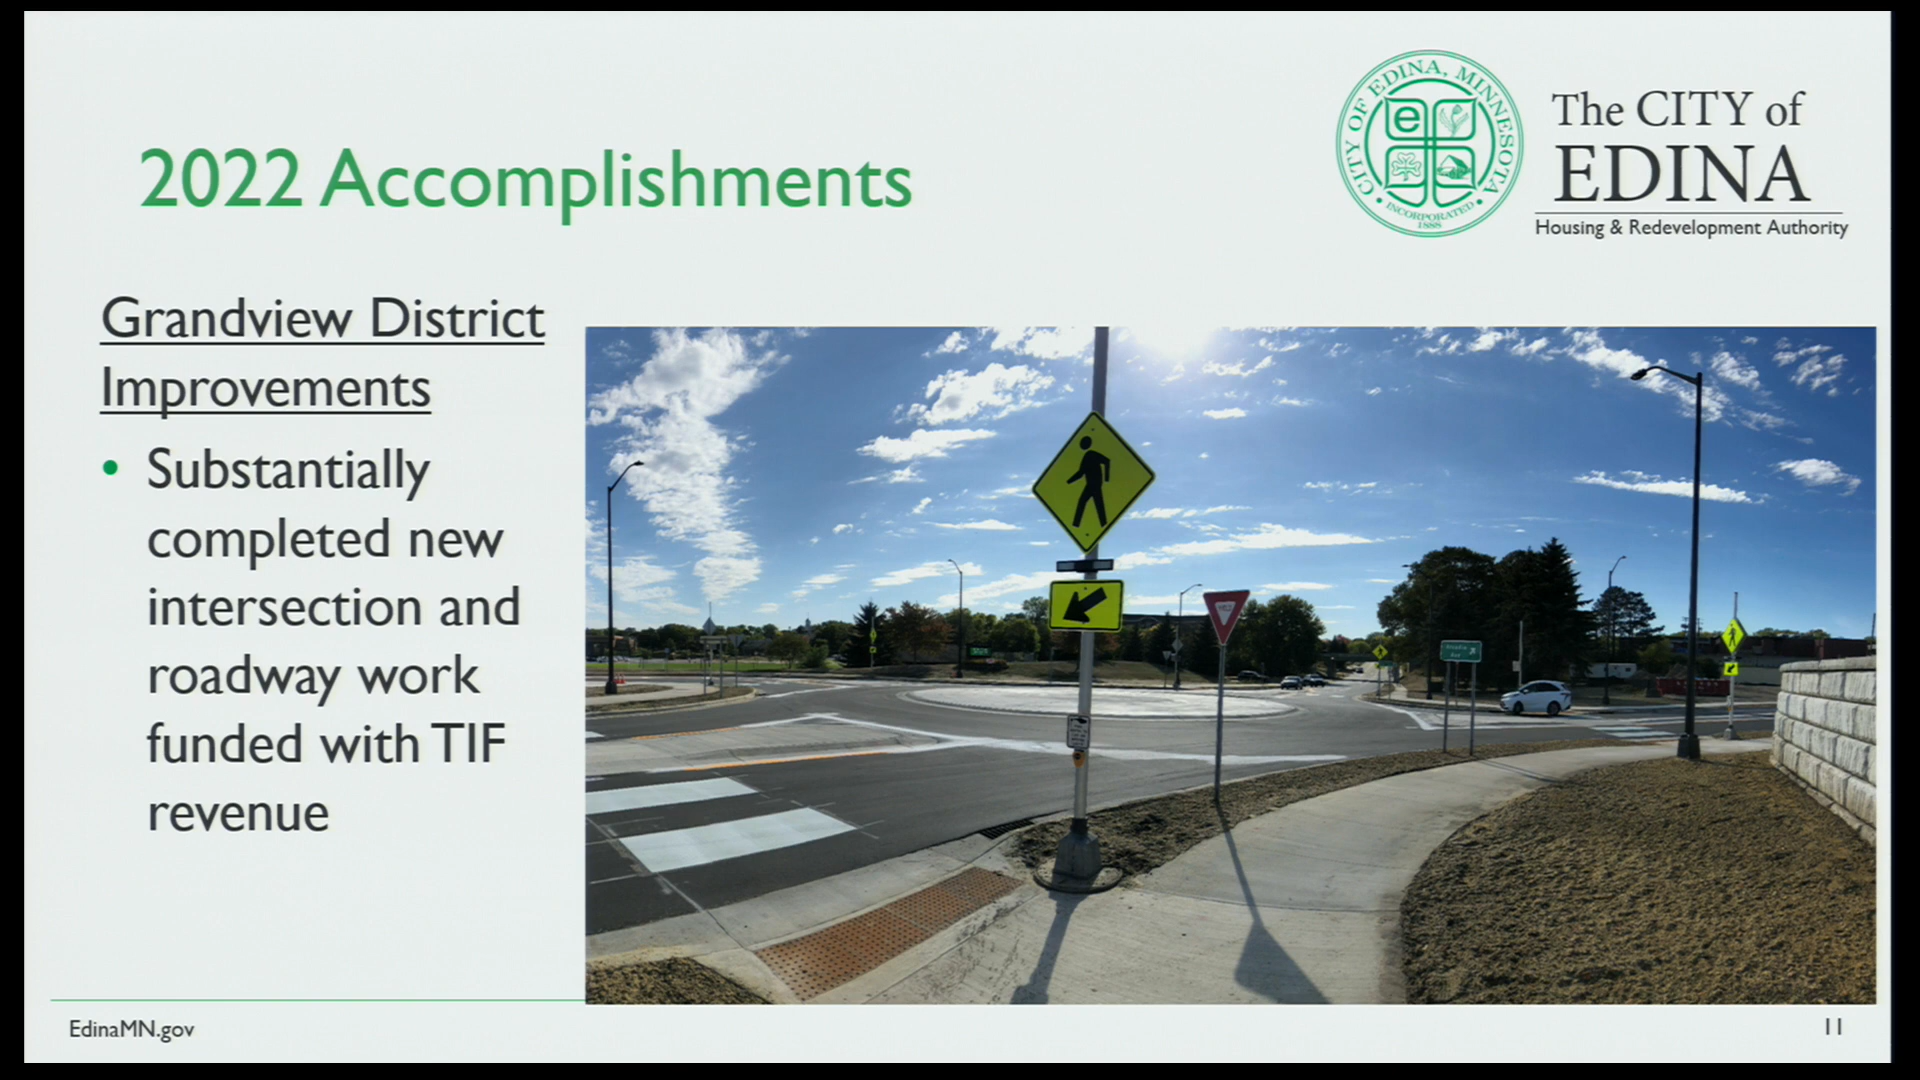 2022 Accomplishments
CITY OF EDINA, MINNESOTA
e
• INCORPORATED •
1888
The CITY of
EDINA
Housing & Redevelopment Authority
Grandview District
Improvements
• Substantially
completed new
intersection and
roadway work
funded with TIF
revenue
YIELD
EdinaMN.gov
11